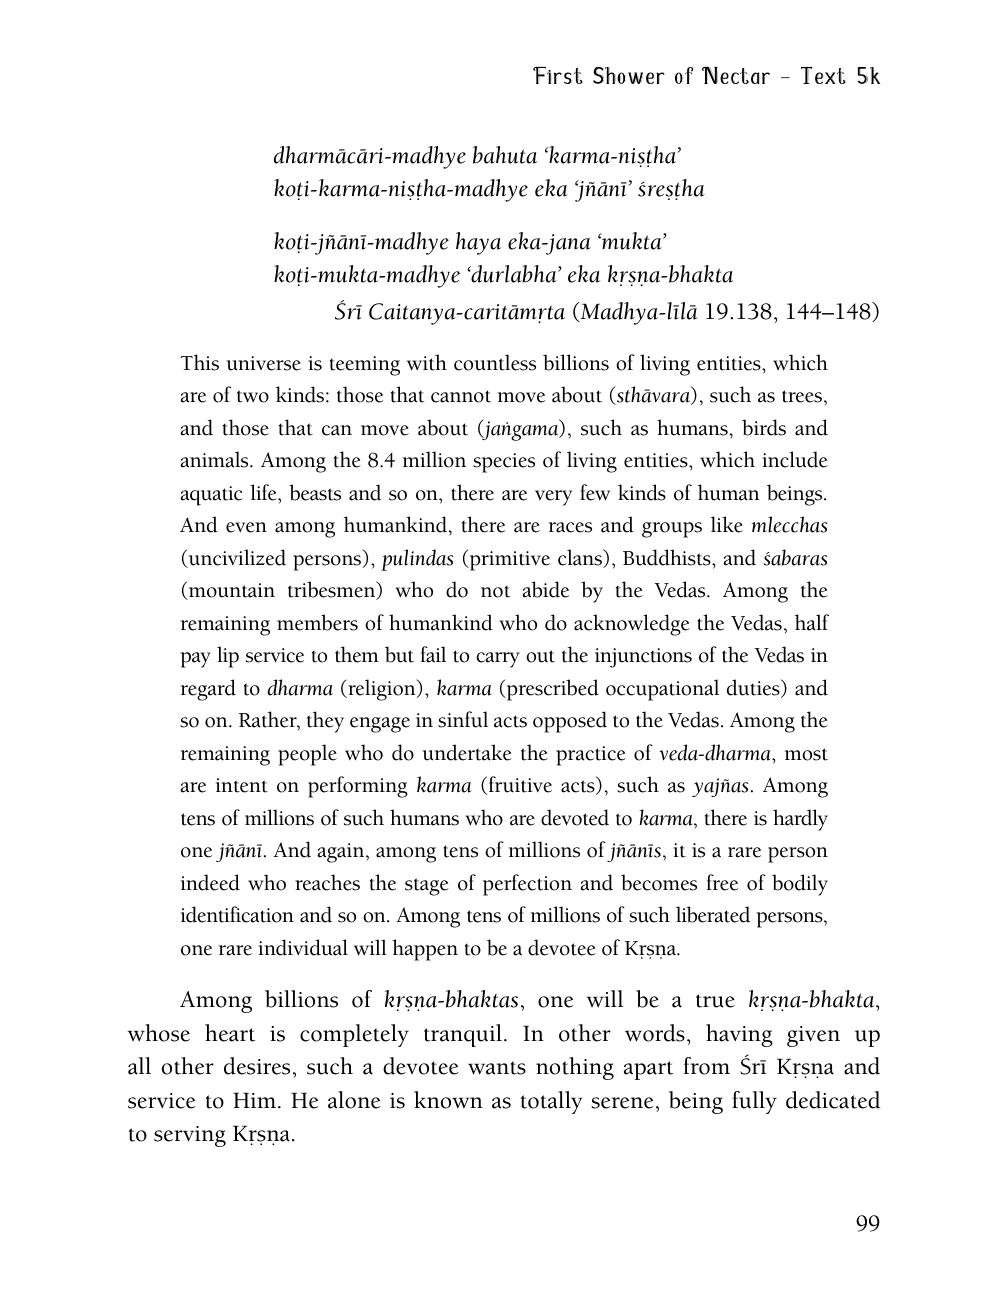 First Shower of Nectar – Text 5k
dharmācāri-madhye bahuta ‘karma-niṣṭha’
koṭi-karma-niṣṭha-madhye eka ‘jñānī’ śreṣṭha
koṭi-jñānī-madhye haya eka-jana ‘mukta’
koṭi-mukta-madhye ‘durlabha’ eka kṛṣṇa-bhakta
Śrī Caitanya-caritāmṛta (Madhya-līlā 19.138, 144–148)
This universe is teeming with countless billions of living entities, which
are of two kinds: those that cannot move about (sthāvara), such as trees,
and those that can move about (jaṅgama), such as humans, birds and
animals. Among the 8.4 million species of living entities, which include
aquatic life, beasts and so on, there are very few kinds of human beings.
And even among humankind, there are races and groups like mlecchas
(uncivilized persons), pulindas (primitive clans), Buddhists, and śabaras
(mountain tribesmen) who do not abide by the Vedas. Among the
remaining members of humankind who do acknowledge the Vedas, half
pay lip service to them but fail to carry out the injunctions of the Vedas in
regard to dharma (religion), karma (prescribed occupational duties) and
so on. Rather, they engage in sinful acts opposed to the Vedas. Among the
remaining people who do undertake the practice of veda-dharma, most
are intent on performing karma (fruitive acts), such as yajñas. Among
tens of millions of such humans who are devoted to karma, there is hardly
one jñānī. And again, among tens of millions of jñānīs, it is a rare person
indeed who reaches the stage of perfection and becomes free of bodily
identification and so on. Among tens of millions of such liberated persons,
one rare individual will happen to be a devotee of Kṛṣṇa.
Among billions of kṛṣṇa-bhaktas, one will be a true kṛṣṇa-bhakta,
whose heart is completely tranquil. In other words, having given up
all other desires, such a devotee wants nothing apart from Śrī Kṛṣṇa and
service to Him. He alone is known as totally serene, being fully dedicated
to serving Kṛṣṇa.
99